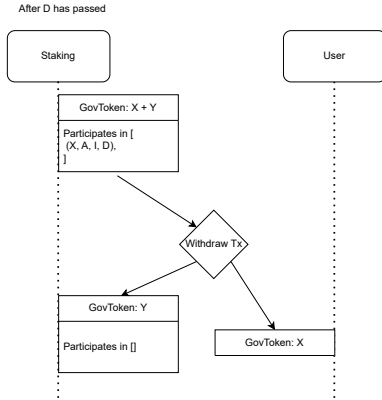 After D has passed
Staking
User
GovToken: X + Y
Participates in [
(X, A, I, D),
]
Withdraw Tx
GovToken: Y
Participates in []
GovToken: X